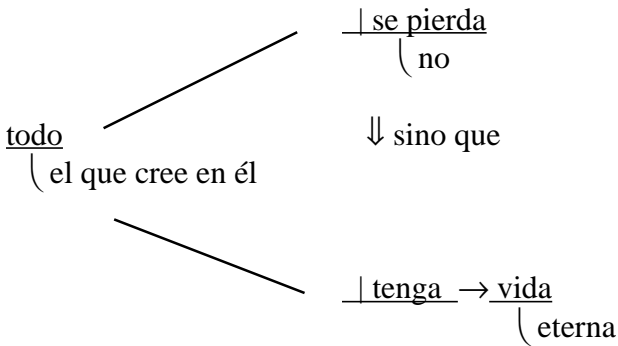 se pierda
no
todo
sino que
el que cree en él
tenga → vida
eterna